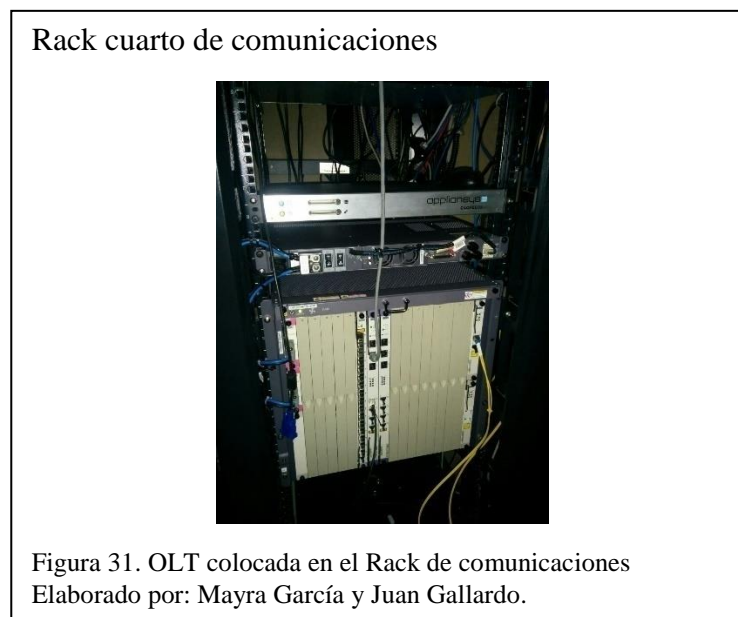 Rack cuarto de comunicaciones
appliansys
Figura 31. OLT colocada en el Rack de comunicaciones
Elaborado por: Mayra García y Juan Gallardo.